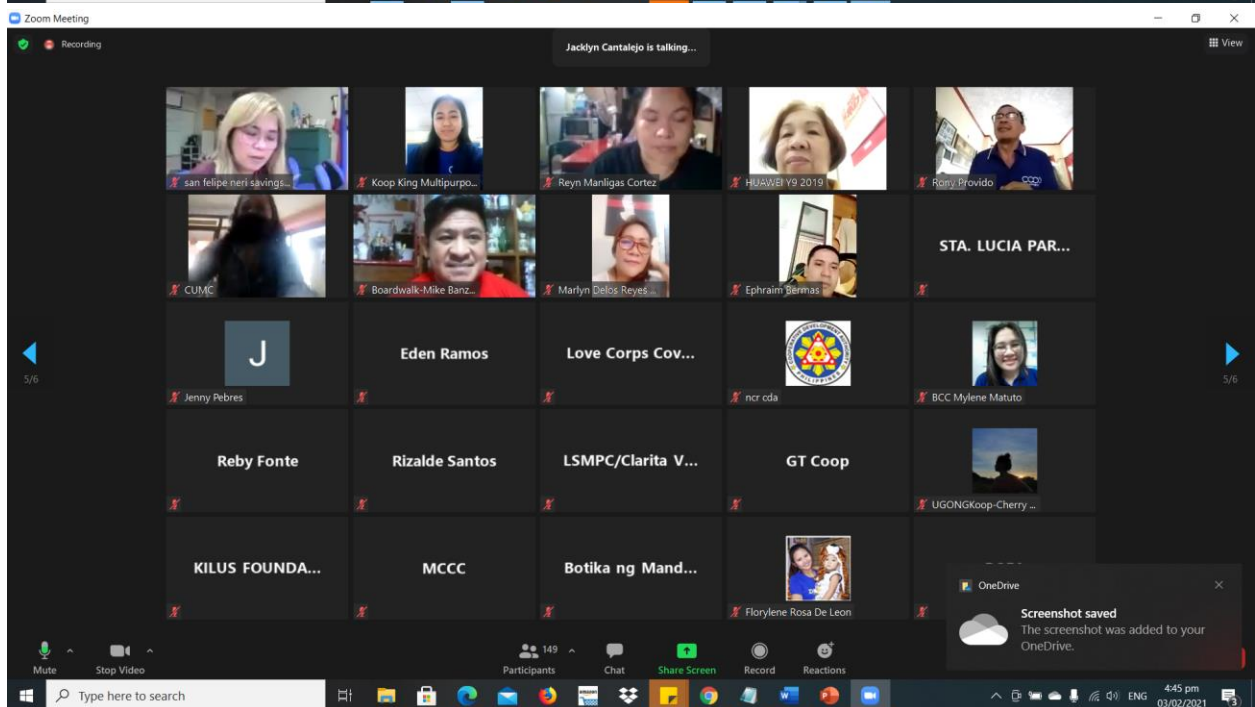 Zoom Meeting
Recording
Jacklyn Cantalejo is talking...
View
san felipe neri savings...
Koop King Multipurpo...
Reyn Manligas Cortez
HUAWEI Y9 2019
Rony Provido
CUMC
Boardwalk-Mike Banz...
Marlyn Delos Reyes ...
Ephraim Bermas
STA. LUCIA PAR...
5/6
5/6
J
Jenny Pebres
Eden Ramos
Love Corps Cov...
COOPERATIVE DEVELOPMENT AUTHORITY
PHILIPPINES
ncr cda
BCC Mylene Matuto
Reby Fonte
Rizalde Santos
LSMPC/Clarita V...
GT Coop
UGONGKoop-Cherry ...
KILUS FOUNDA...
MCCC
Botika ng Mand...
Florylene Rosa De Leon
OneDrive
Screenshot saved
The screenshot was added to your
OneDrive.
Mute
Stop Video
149
Participants
Chat
Share Screen
Record
Reactions
Type here to search
ENG
4:45 pm
03/02/2021
3